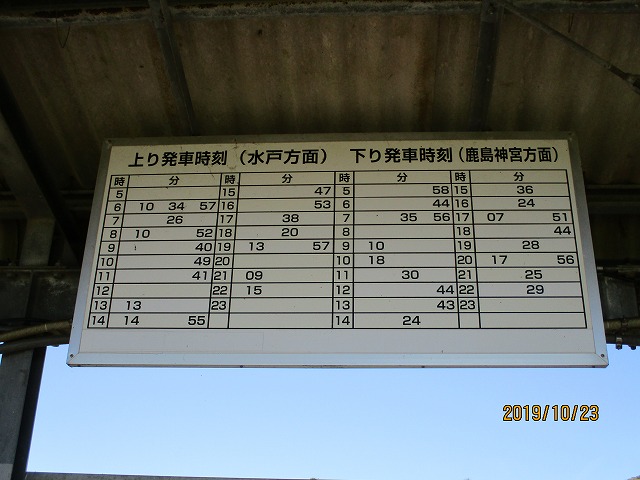 上り発車時刻（水戸方面） 下り発車時刻（鹿島神宮方面）
時 分 時 分 時 分 時 分
5 15 47 5 58 15 36
6 10 34 57 16 53 6 44 16 24
7 26 17 38 7 35 56 17 07 51
8 10 52 18 20 8 18 44
9 40 19 13 57 9 10 19 28
10 49 20 10 18 20 17 56
11 41 21 09 11 30 21 25
12 22 15 12 44 22 29
13 13 23 13 43 23
14 14 55 14 24
2019/10/23